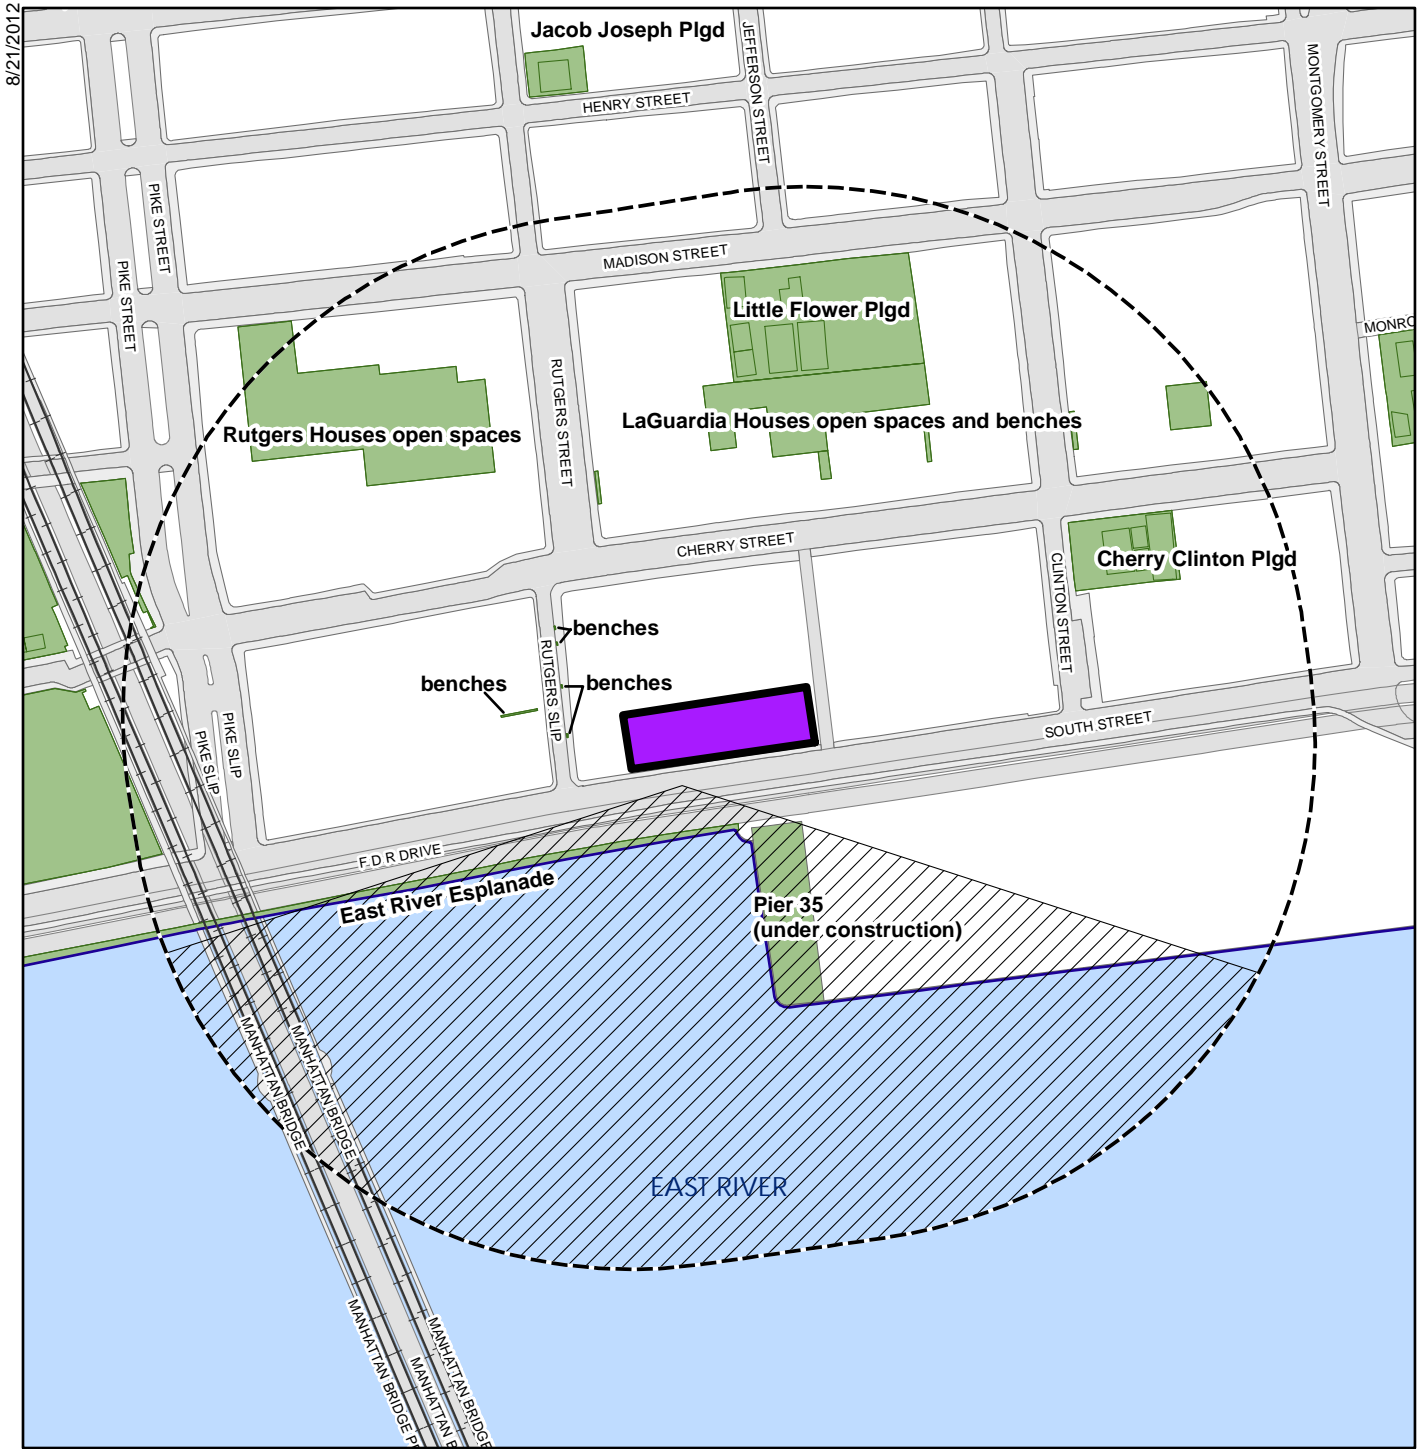 8/21/2012
Jacob Joseph Plgd
JEFFERSON STREET
HENRY STREET
MONTGOMERY STREET
PIKE STREET
PIKE STREET
MADISON STREET
Little Flower Plgd
MONRO
RUTGERS STREET
LaGuardia Houses open spaces and benches
Rutgers Houses open spaces
CHERRY STREET
Cherry Clinton Plgd
CLINTON STREET
benches
RUTGERS SLIP
benches
benches
PIKE SLIP
PIKE SLIP
SOUTH STREET
F D R DRIVE
East River Esplanade
Pier 35
(under construction)
MANHATTAN BRIDGE
MANHATTAN BRIDGE
EAST RIVER
MANHATTAN BRIDGE P
MANHATTAN B
MANHATTAN BRIDGE